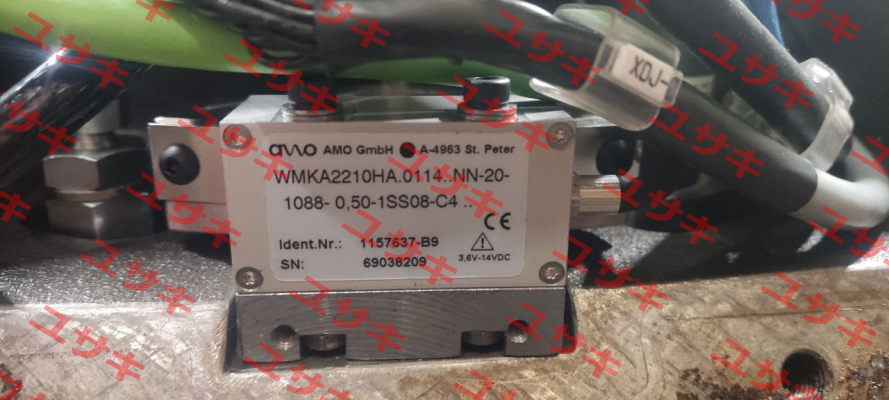 XDJ-
amo AMO GmbH A-4963 St. Peter
WMKA2210HA.0114..NN-20-
1088- 0,50-1SS08-C4 ..
CE
Ident.Nr.: 1157637-B9
SN: 69038209
3,6V-14VDC
ユサキ